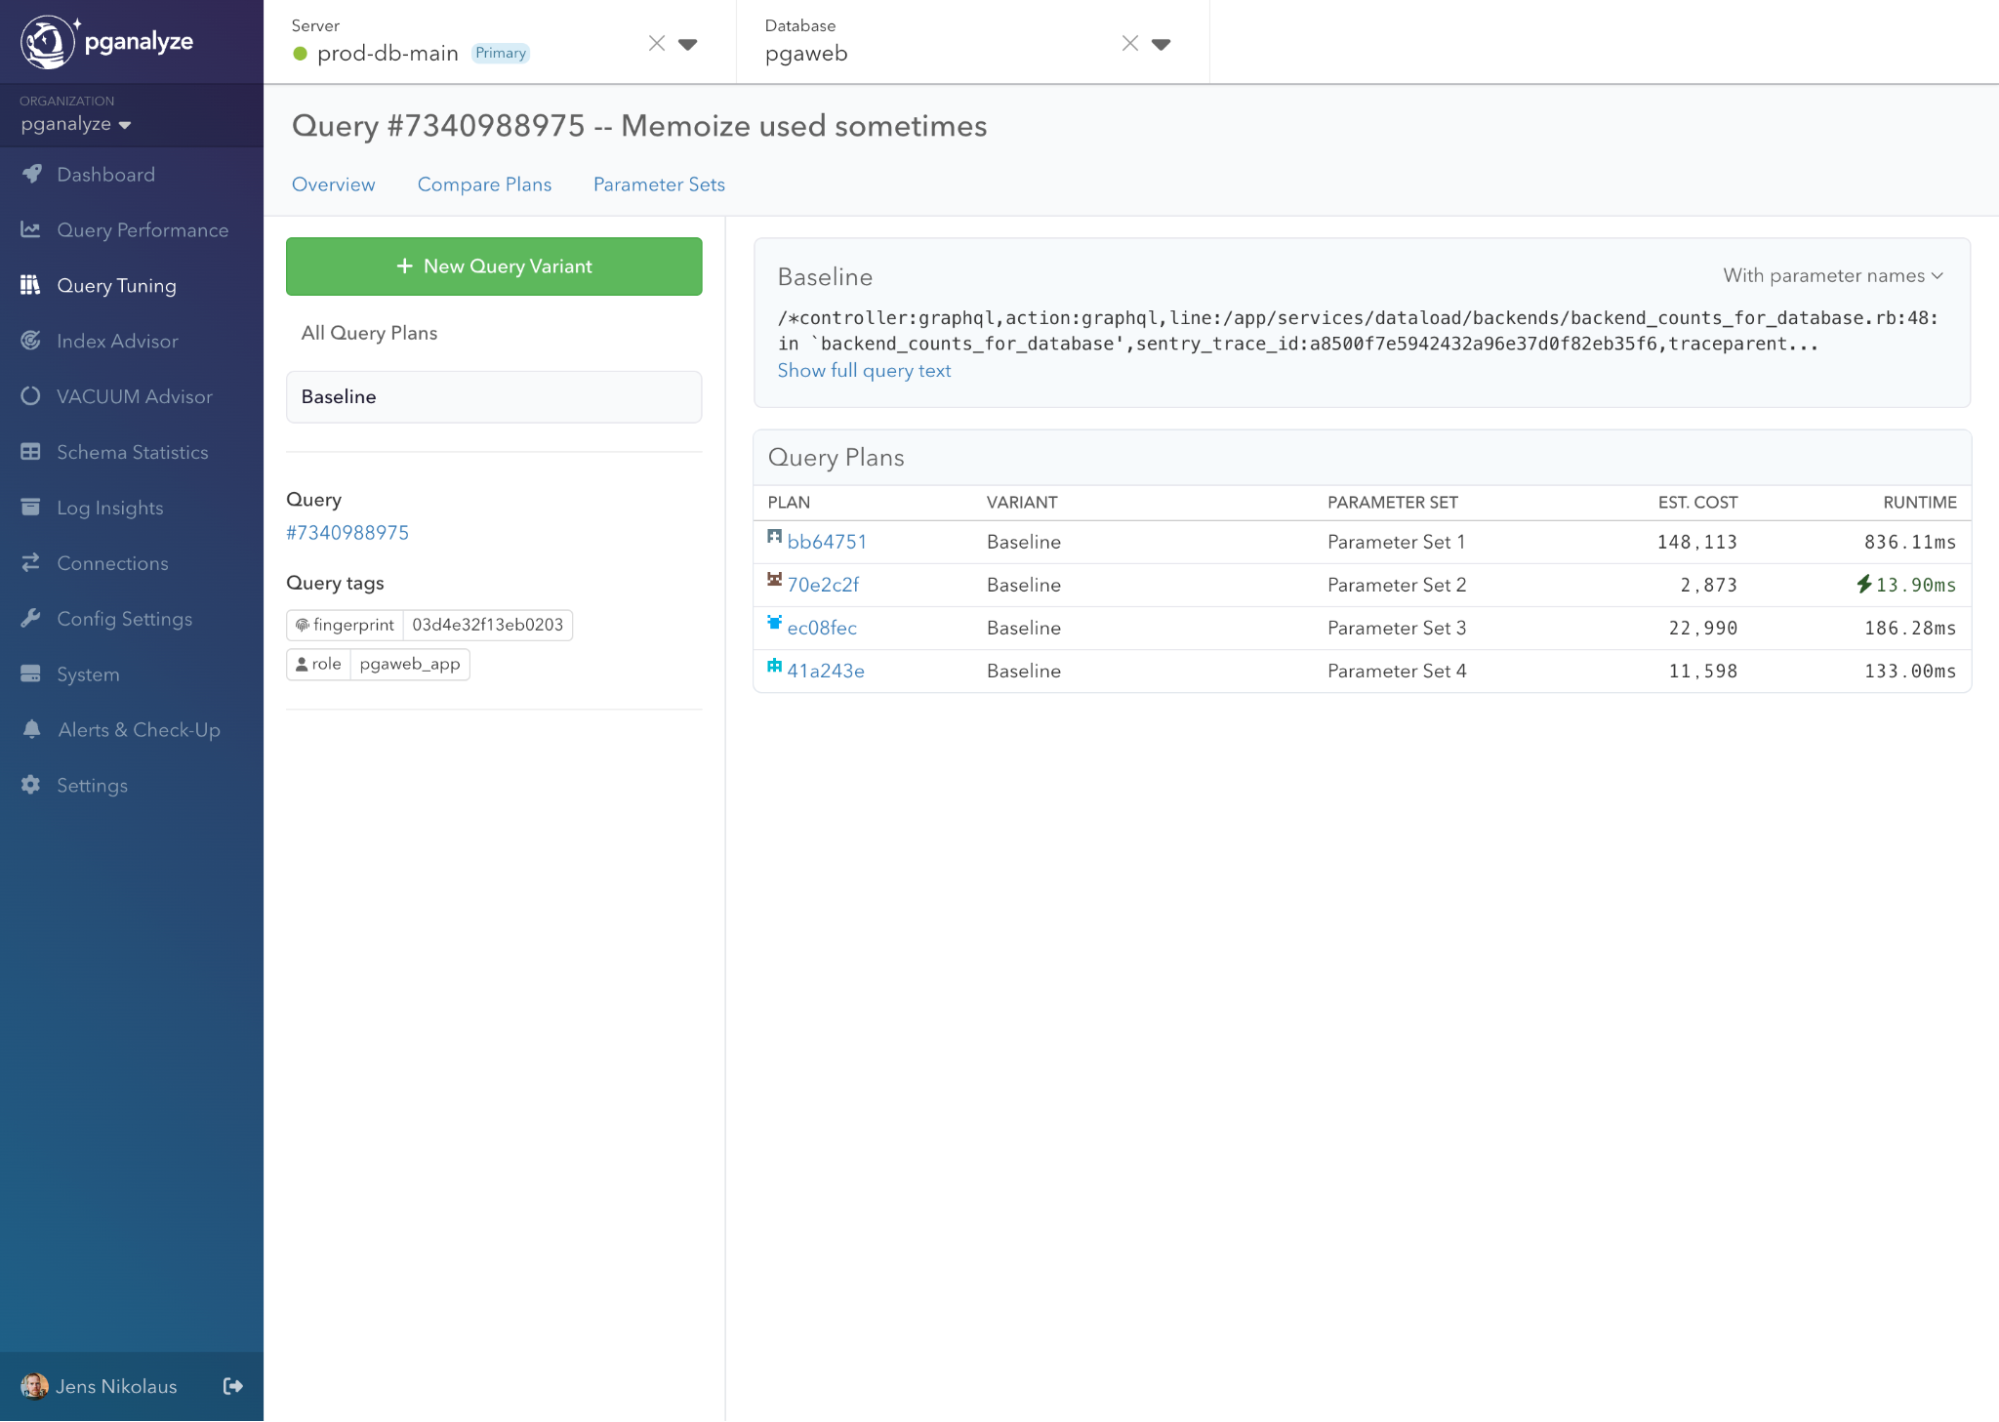 pganalyze
ORGANIZATION
pganalyze
Dashboard
Query Performance
Query Tuning
Index Advisor
VACUUM Advisor
Schema Statistics
Log Insights
Connections
Config Settings
System
Alerts & Check-Up
Settings
Jens Nikolaus
Server
prod-db-main Primary
Database
pgaweb
Query #7340988975 -- Memoize used sometimes
Overview Compare Plans Parameter Sets
+ New Query Variant
All Query Plans
Baseline
Query
#7340988975
Query tags
fingerprint 03d4e32f13eb0203
role pgaweb_app
Baseline With parameter names
/*controller:graphql,action:graphql,line:/app/services/dataload/backends/backend_counts_for_database.rb:48:
in `backend_counts_for_database',sentry_trace_id:a8500f7e5942432a96e37d0f82eb35f6,traceparent...
Show full query text
Query Plans
PLAN VARIANT PARAMETER SET EST. COST RUNTIME
bb64751 Baseline Parameter Set 1 148,113 836.11ms
70e2c2f Baseline Parameter Set 2 2,873 13.90ms
ec08fec Baseline Parameter Set 3 22,990 186.28ms
41a243e Baseline Parameter Set 4 11,598 133.00ms